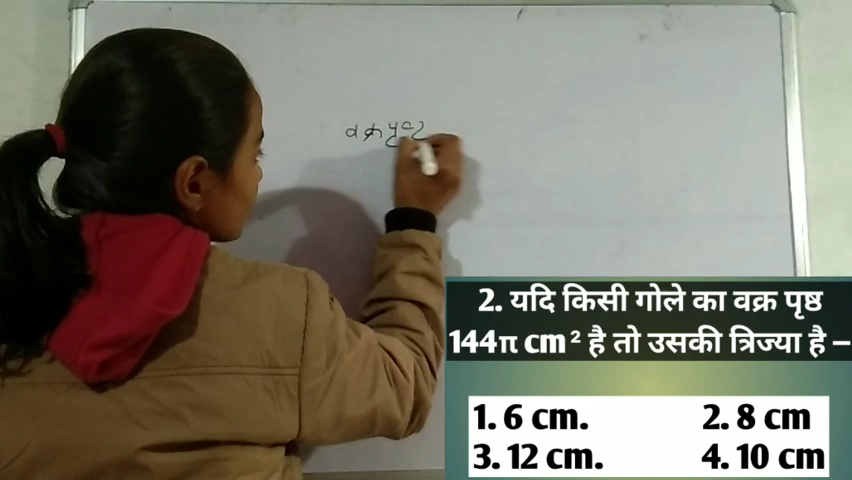 वक्र पृष्ठ
2. यदि किसी गोले का वक्र पृष्ठ
144π cm² है तो उसकी त्रिज्या है –
1. 6 cm. 2. 8 cm
3. 12 cm. 4. 10 cm